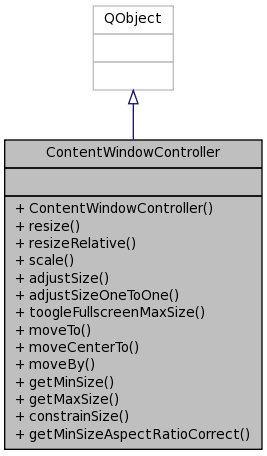 QObject
ContentWindowController
+ ContentWindowController()
+ resize()
+ resizeRelative()
+ scale()
+ adjustSize()
+ adjustSizeOneToOne()
+ toogleFullscreenMaxSize()
+ moveTo()
+ moveCenterTo()
+ moveBy()
+ getMinSize()
+ getMaxSize()
+ constrainSize()
+ getMinSizeAspectRatioCorrect()